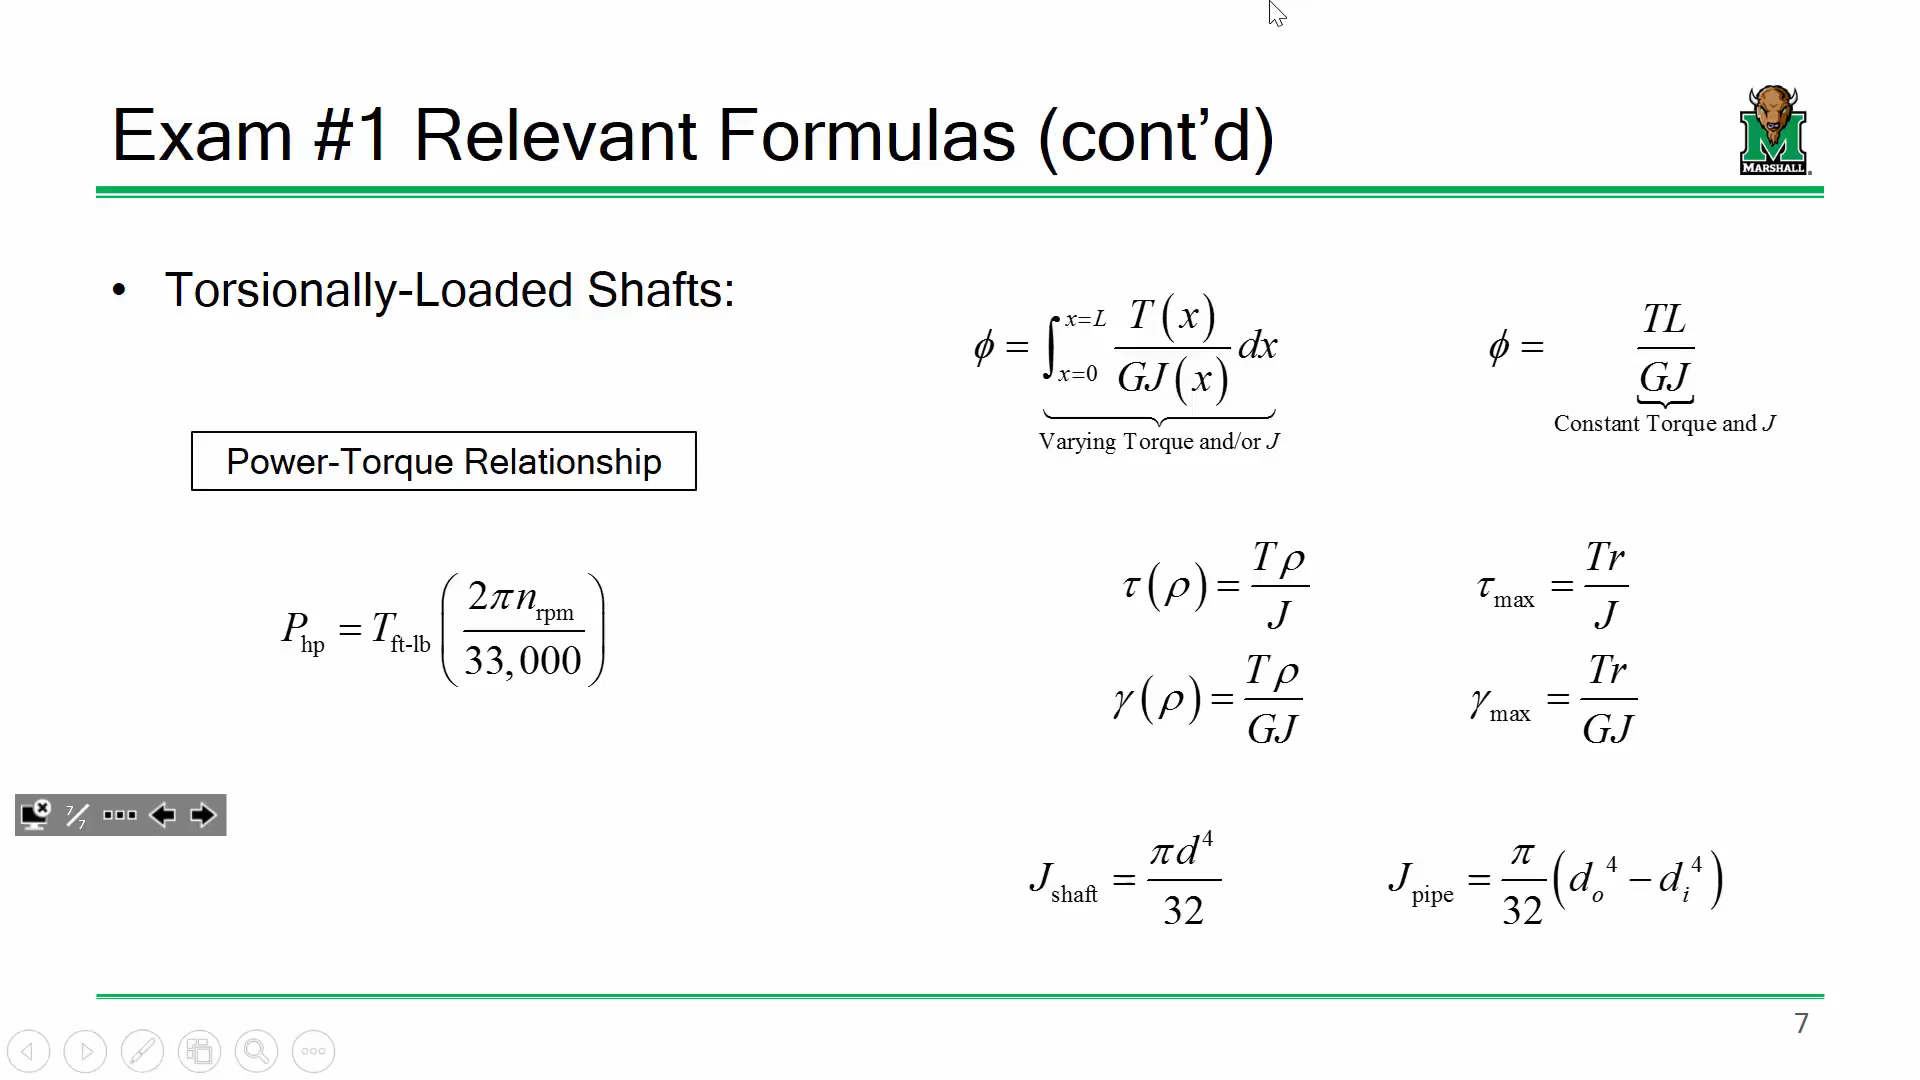 Exam #1 Relevant Formulas (cont’d)
MARSHALL
• Torsionally-Loaded Shafts:
Power-Torque Relationship
P_hp = T_ft-lb (2πn_rpm / 33,000)
ϕ = ∫_{x=0}^{x=L} T(x) / GJ(x) dx
Varying Torque and/or J
ϕ = TL / GJ
Constant Torque and J
τ(ρ) = Tρ / J
τ_max = Tr / J
γ(ρ) = Tρ / GJ
γ_max = Tr / GJ
J_shaft = πd^4 / 32
J_pipe = π / 32 (d_o^4 − d_i^4)
7/7
7